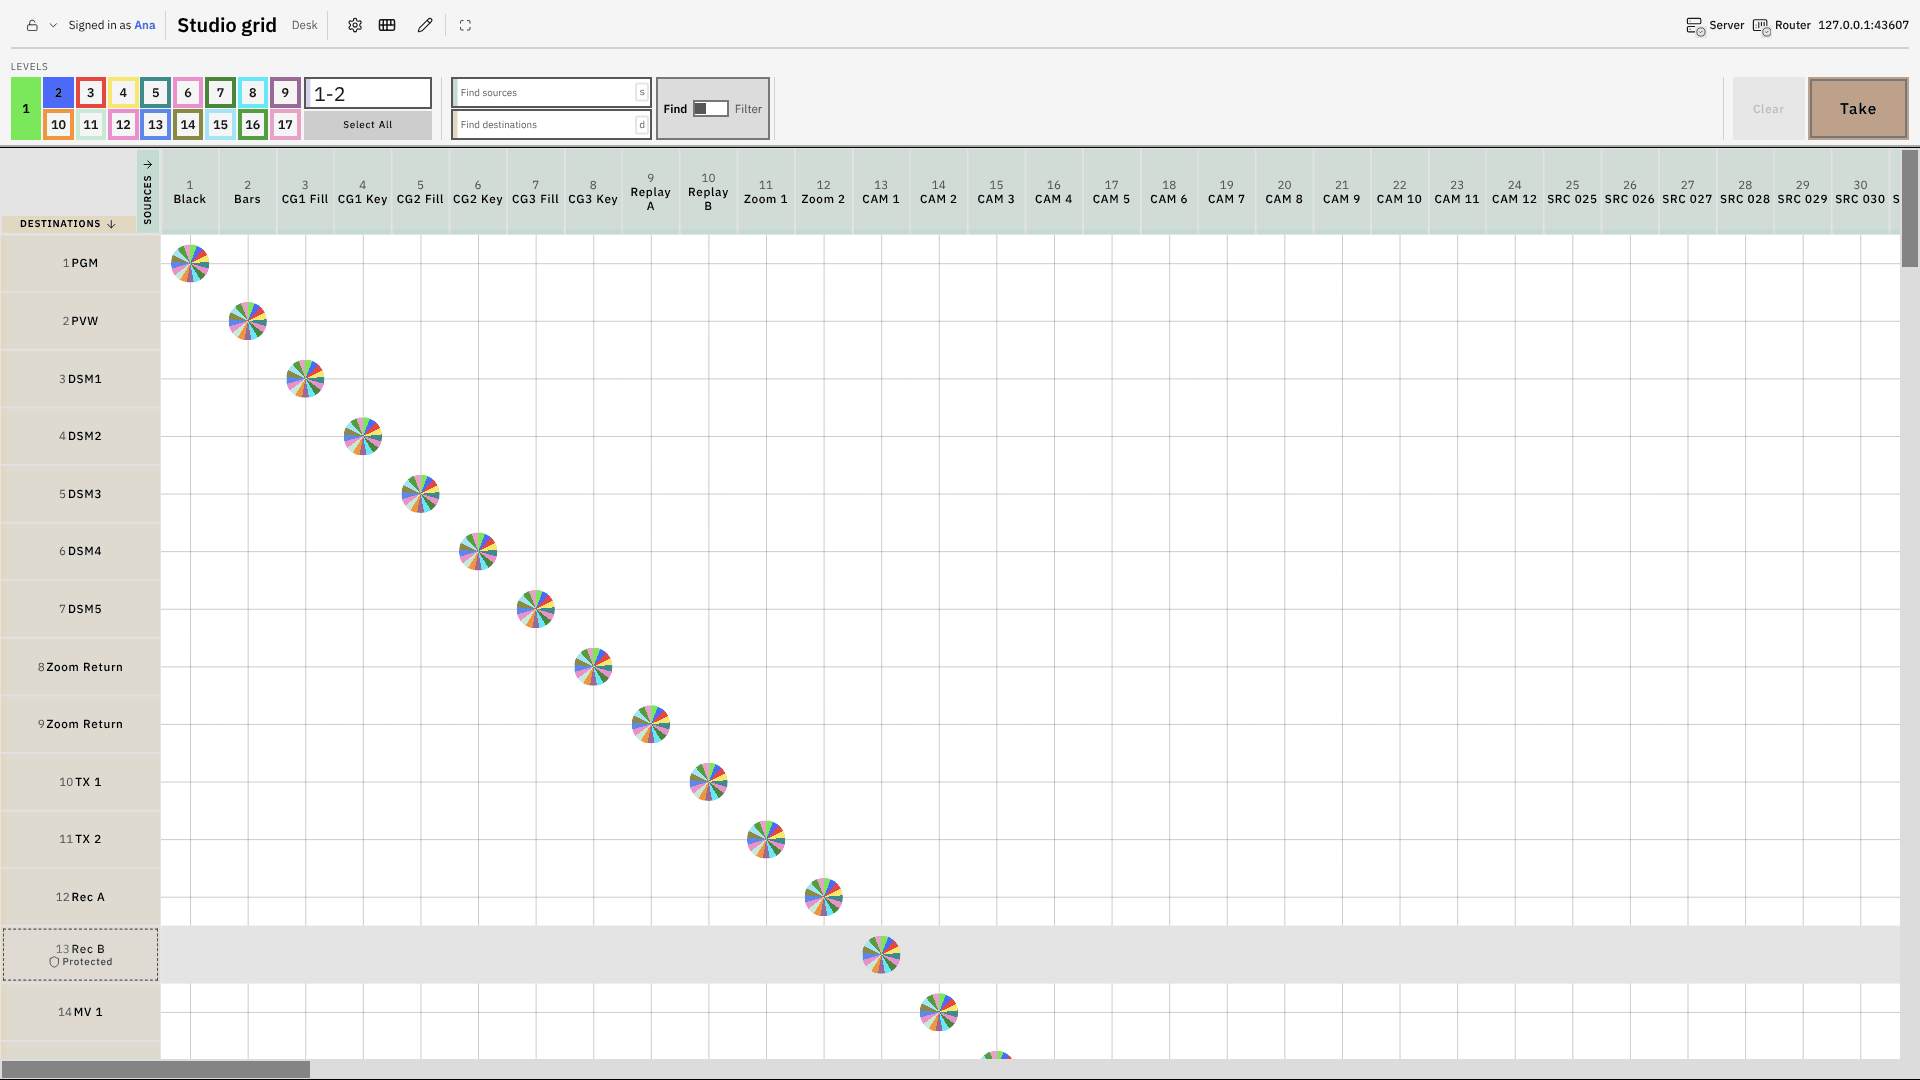 Signed in as Ana
Studio grid
Desk
Server
Router 127.0.0.1:43607
LEVELS
1
2 3 4 5 6 7 8 9
10 11 12 13 14 15 16 17
1-2
Select All
Find sources s
Find destinations d
Find Filter
Clear
Take
SOURCES →
DESTINATIONS ↓
1 Black
2 Bars
3 CG1 Fill
4 CG1 Key
5 CG2 Fill
6 CG2 Key
7 CG3 Fill
8 CG3 Key
9 Replay A
10 Replay B
11 Zoom 1
12 Zoom 2
13 CAM 1
14 CAM 2
15 CAM 3
16 CAM 4
17 CAM 5
18 CAM 6
19 CAM 7
20 CAM 8
21 CAM 9
22 CAM 10
23 CAM 11
24 CAM 12
25 SRC 025
26 SRC 026
27 SRC 027
28 SRC 028
29 SRC 029
30 SRC 030
S
1 PGM
2 PVW
3 DSM1
4 DSM2
5 DSM3
6 DSM4
7 DSM5
8 Zoom Return
9 Zoom Return
10 TX 1
11 TX 2
12 Rec A
13 Rec B
Protected
14 MV 1